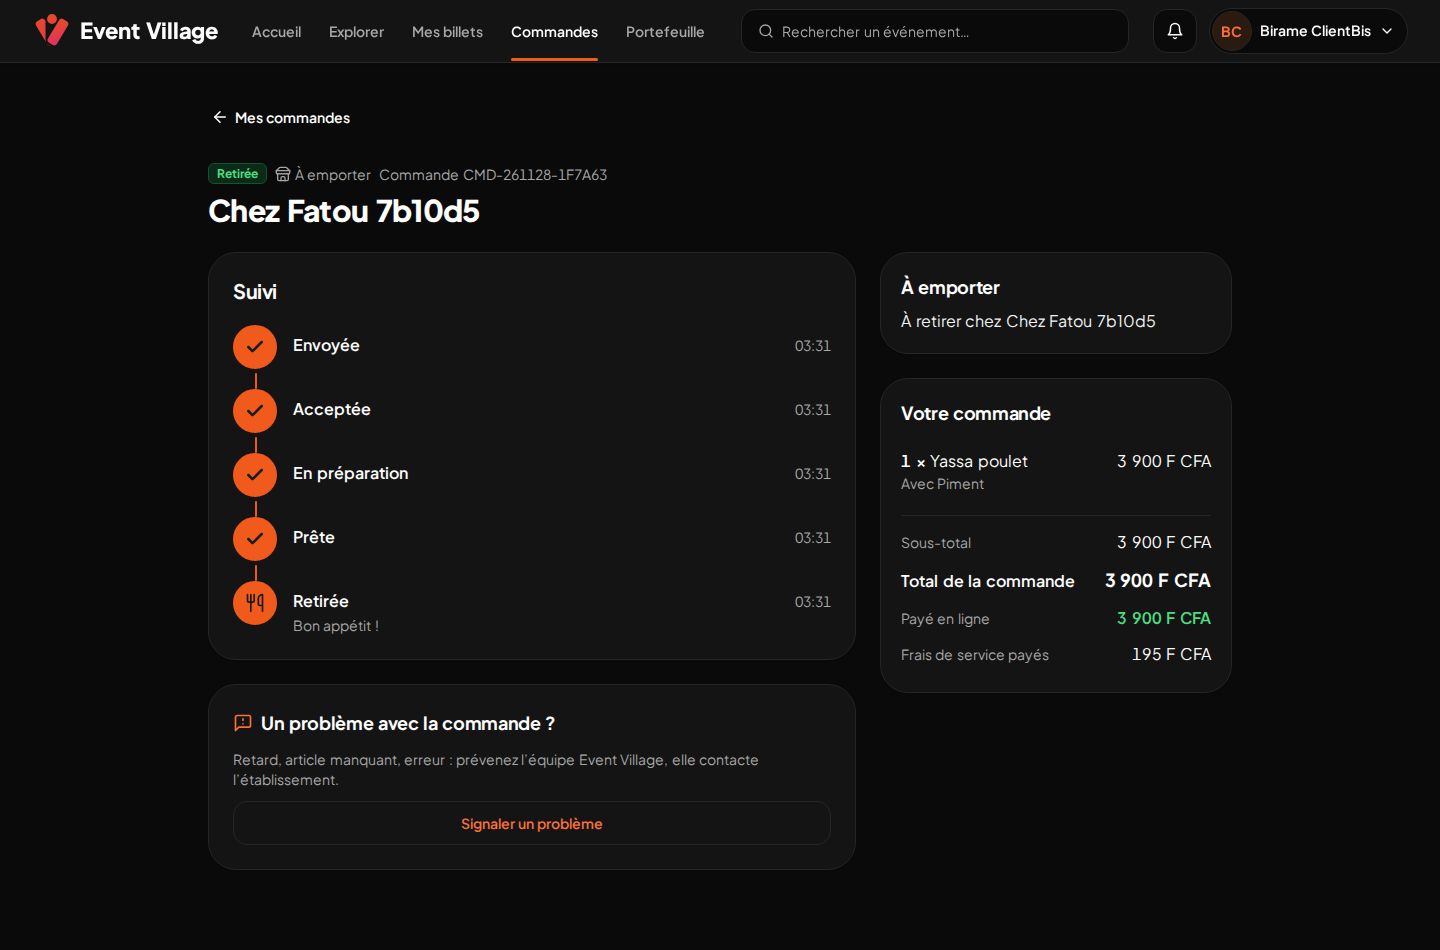 Event Village
Accueil
Explorer
Mes billets
Commandes
Portefeuille
Rechercher un événement...
BC
Birame ClientBis
Mes commandes
Retirée À emporter Commande CMD-261128-1F7A63
Chez Fatou 7b10d5
Suivi
Envoyée 03:31
Acceptée 03:31
En préparation 03:31
Prête 03:31
Retirée 03:31
Bon appétit !
Un problème avec la commande ?
Retard, article manquant, erreur : prévenez l’équipe Event Village, elle contacte
l’établissement.
Signaler un problème
À emporter
À retirer chez Chez Fatou 7b10d5
Votre commande
1 × Yassa poulet 3 900 F CFA
Avec Piment
Sous-total 3 900 F CFA
Total de la commande 3 900 F CFA
Payé en ligne 3 900 F CFA
Frais de service payés 195 F CFA